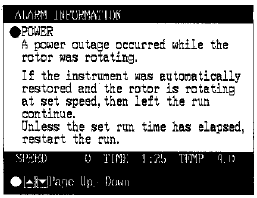 ALARM INFORMATION
●POWER
A power outage occurred while the
rotor was rotating.
If the instrument was automatically
restored and the rotor is rotating
at set speed, then left the run
continue.
Unless the set run time has elapsed,
restart the run.
SPEED 0 TIME 1:25 TEMP 4.0
●[▲][▼]Page Up, Down